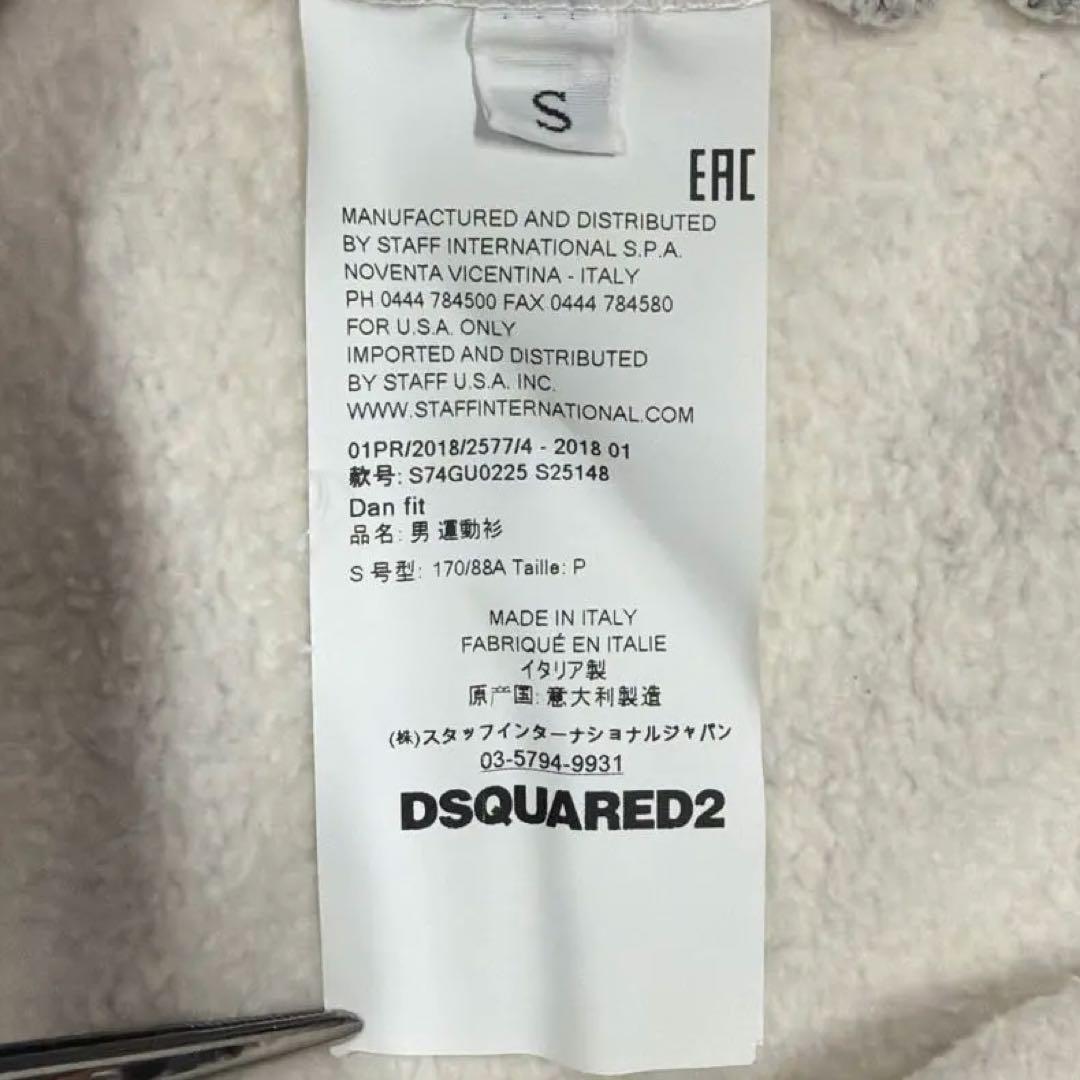 S
EAC
MANUFACTURED AND DISTRIBUTED
BY STAFF INTERNATIONAL S.P.A.
NOVENTA VICENTINA - ITALY
PH 0444 784500 FAX 0444 784580
FOR U.S.A. ONLY
IMPORTED AND DISTRIBUTED
BY STAFF U.S.A. INC.
WWW.STAFFINTERNATIONAL.COM
01PR/2018/2577/4 - 2018 01
款号: S74GU0225 S25148
Dan fit
品名: 男 運動衫
S 号型: 170/88A Taille: P
MADE IN ITALY
FABRIQUÉ EN ITALIE
イタリア製
原产国: 意大利製造
(株)スタッフインターナショナルジャパン
03-5794-9931
DSQUARED2